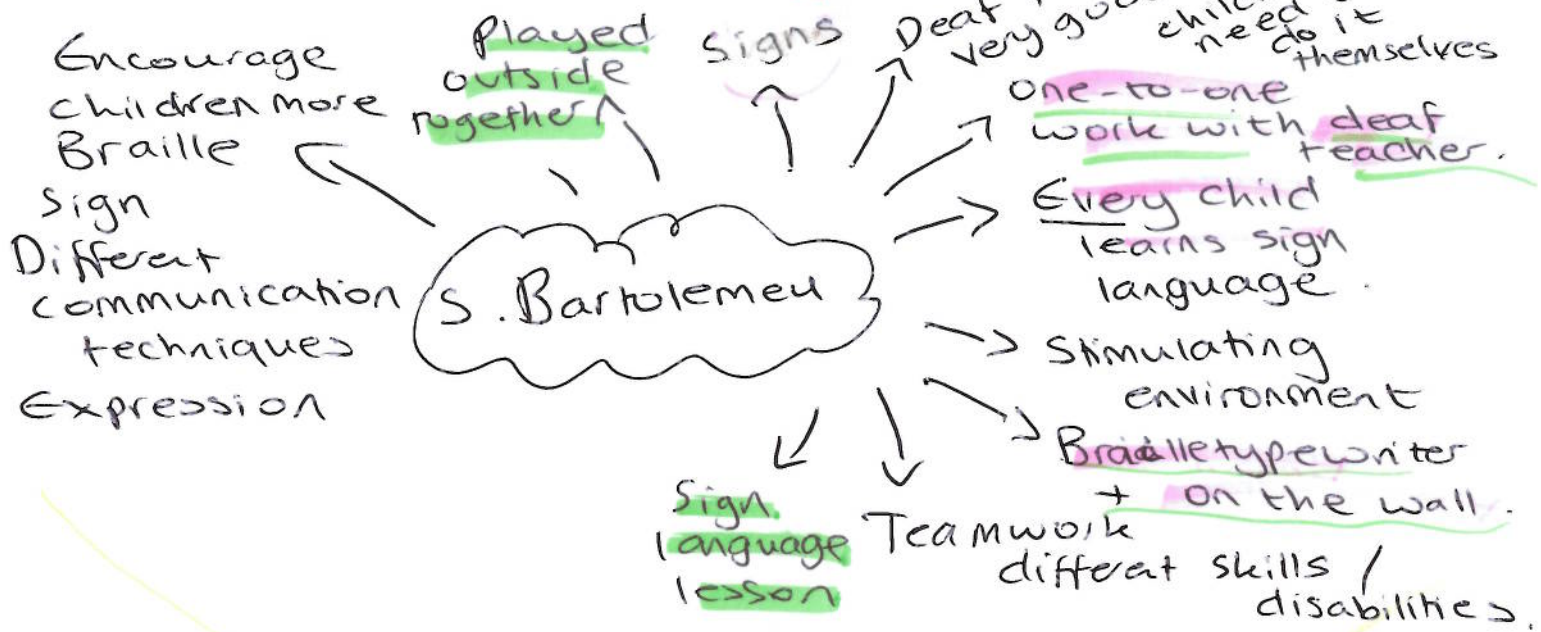 Encourage
children more
Braille
Sign
Different
communication
techniques
Expression
Played
outside
together
Signs
Deaf
very
need
do it
themselves
one-to-one
work with deaf
teacher.
Every child
learns sign
language.
Stimulating
environment
Braille typewriter
+ on the wall.
Teamwork
different skills /
disabilities.
Sign
language
lesson
S. Bartolemeu